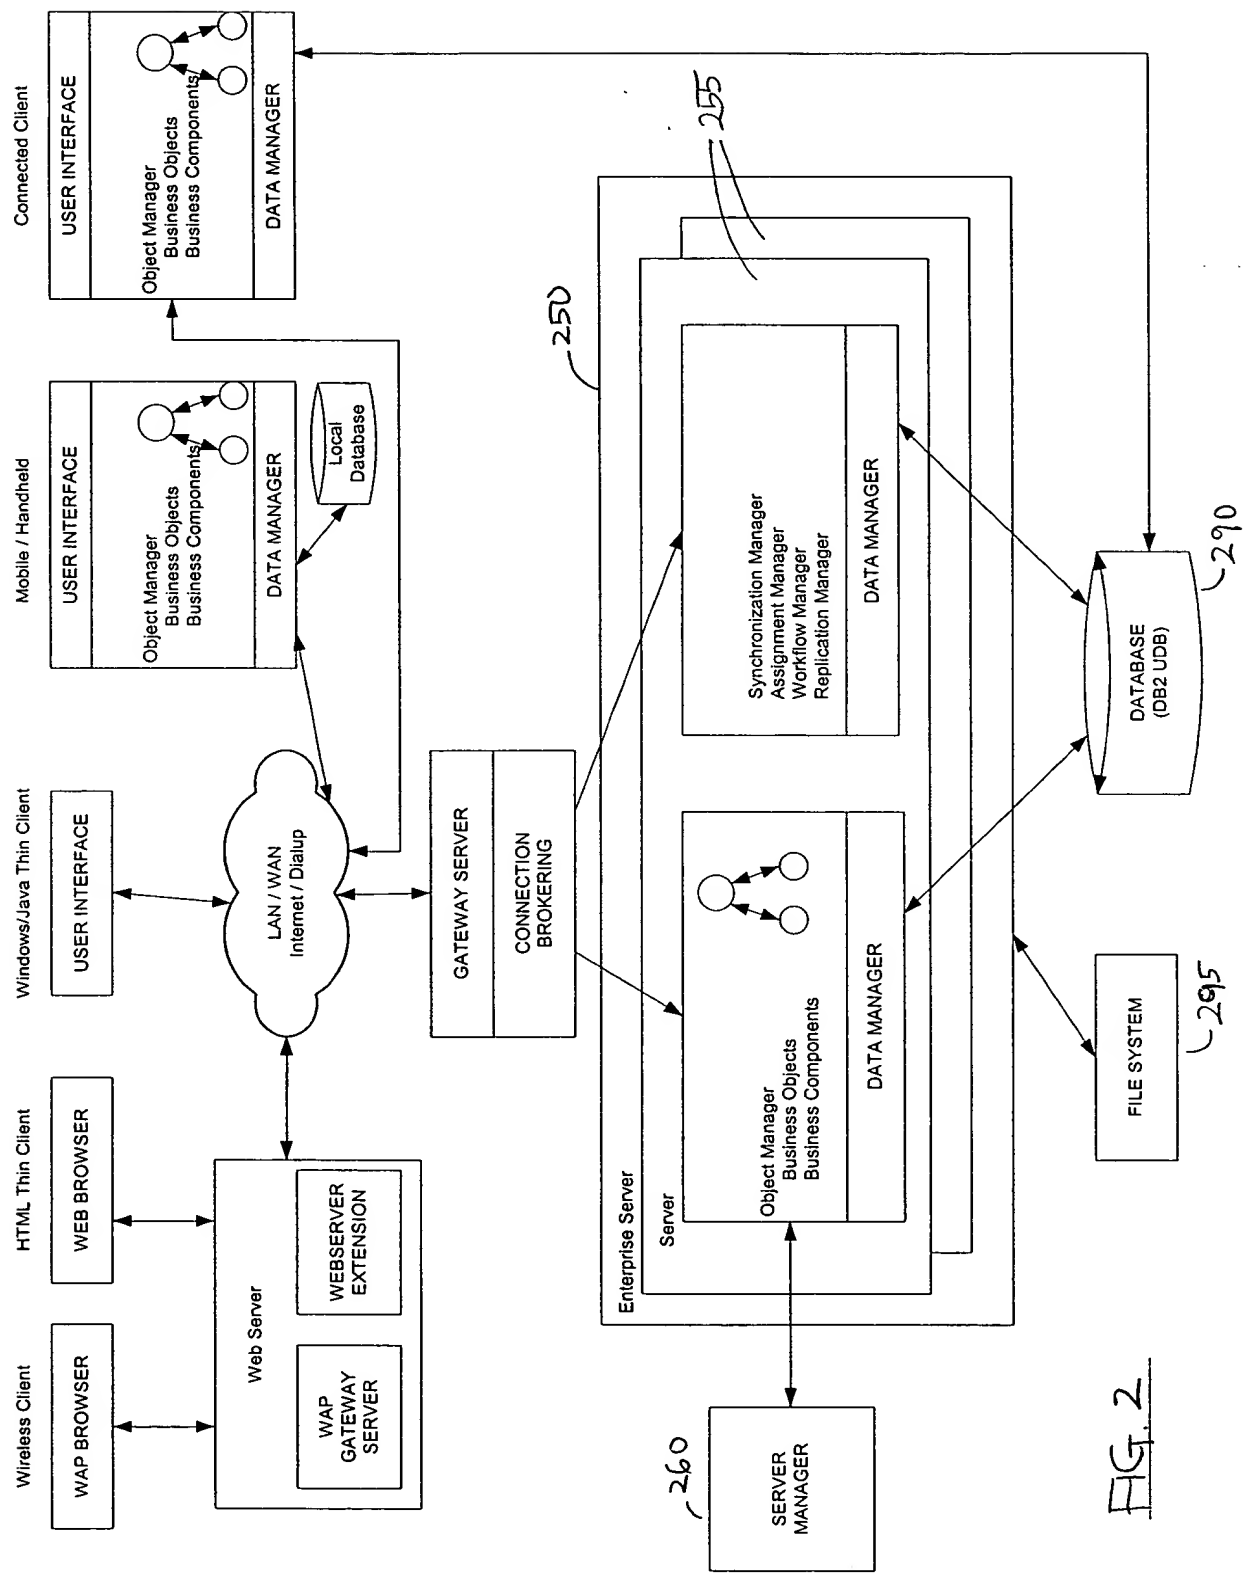 Wireless Client
HTML Thin Client
Windows/Java Thin Client
Mobile / Handheld
Connected Client
WAP BROWSER
WEB BROWSER
USER INTERFACE
USER INTERFACE
Object Manager
Business Objects
Business Components
DATA MANAGER
USER INTERFACE
Object Manager
Business Objects
Business Components
DATA MANAGER
Local
Database
Web Server
WAP
GATEWAY
SERVER
WEBSERVER
EXTENSION
LAN / WAN
Internet / Dialup
GATEWAY SERVER
CONNECTION
BROKERING
250
255
Enterprise Server
Server
Object Manager
Business Objects
Business Components
DATA MANAGER
Synchronization Manager
Assignment Manager
Workflow Manager
Replication Manager
DATA MANAGER
260
SERVER
MANAGER
FILE SYSTEM
295
DATABASE
(DB2 UDB)
290
FIG. 2